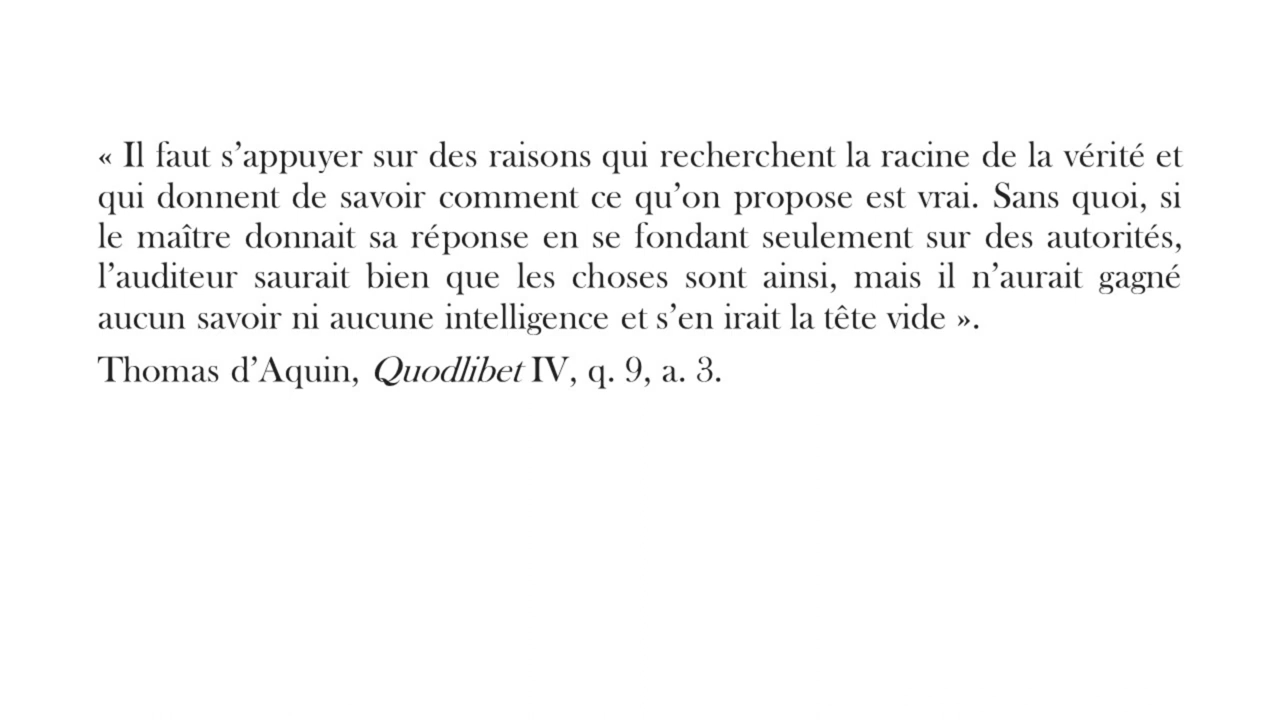 « Il faut s’appuyer sur des raisons qui recherchent la racine de la vérité et
qui donnent de savoir comment ce qu’on propose est vrai. Sans quoi, si
le maître donnait sa réponse en se fondant seulement sur des autorités,
l’auditeur saurait bien que les choses sont ainsi, mais il n’aurait gagné
aucun savoir ni aucune intelligence et s’en irait la tête vide ».
Thomas d’Aquin, Quodlibet IV, q. 9, a. 3.